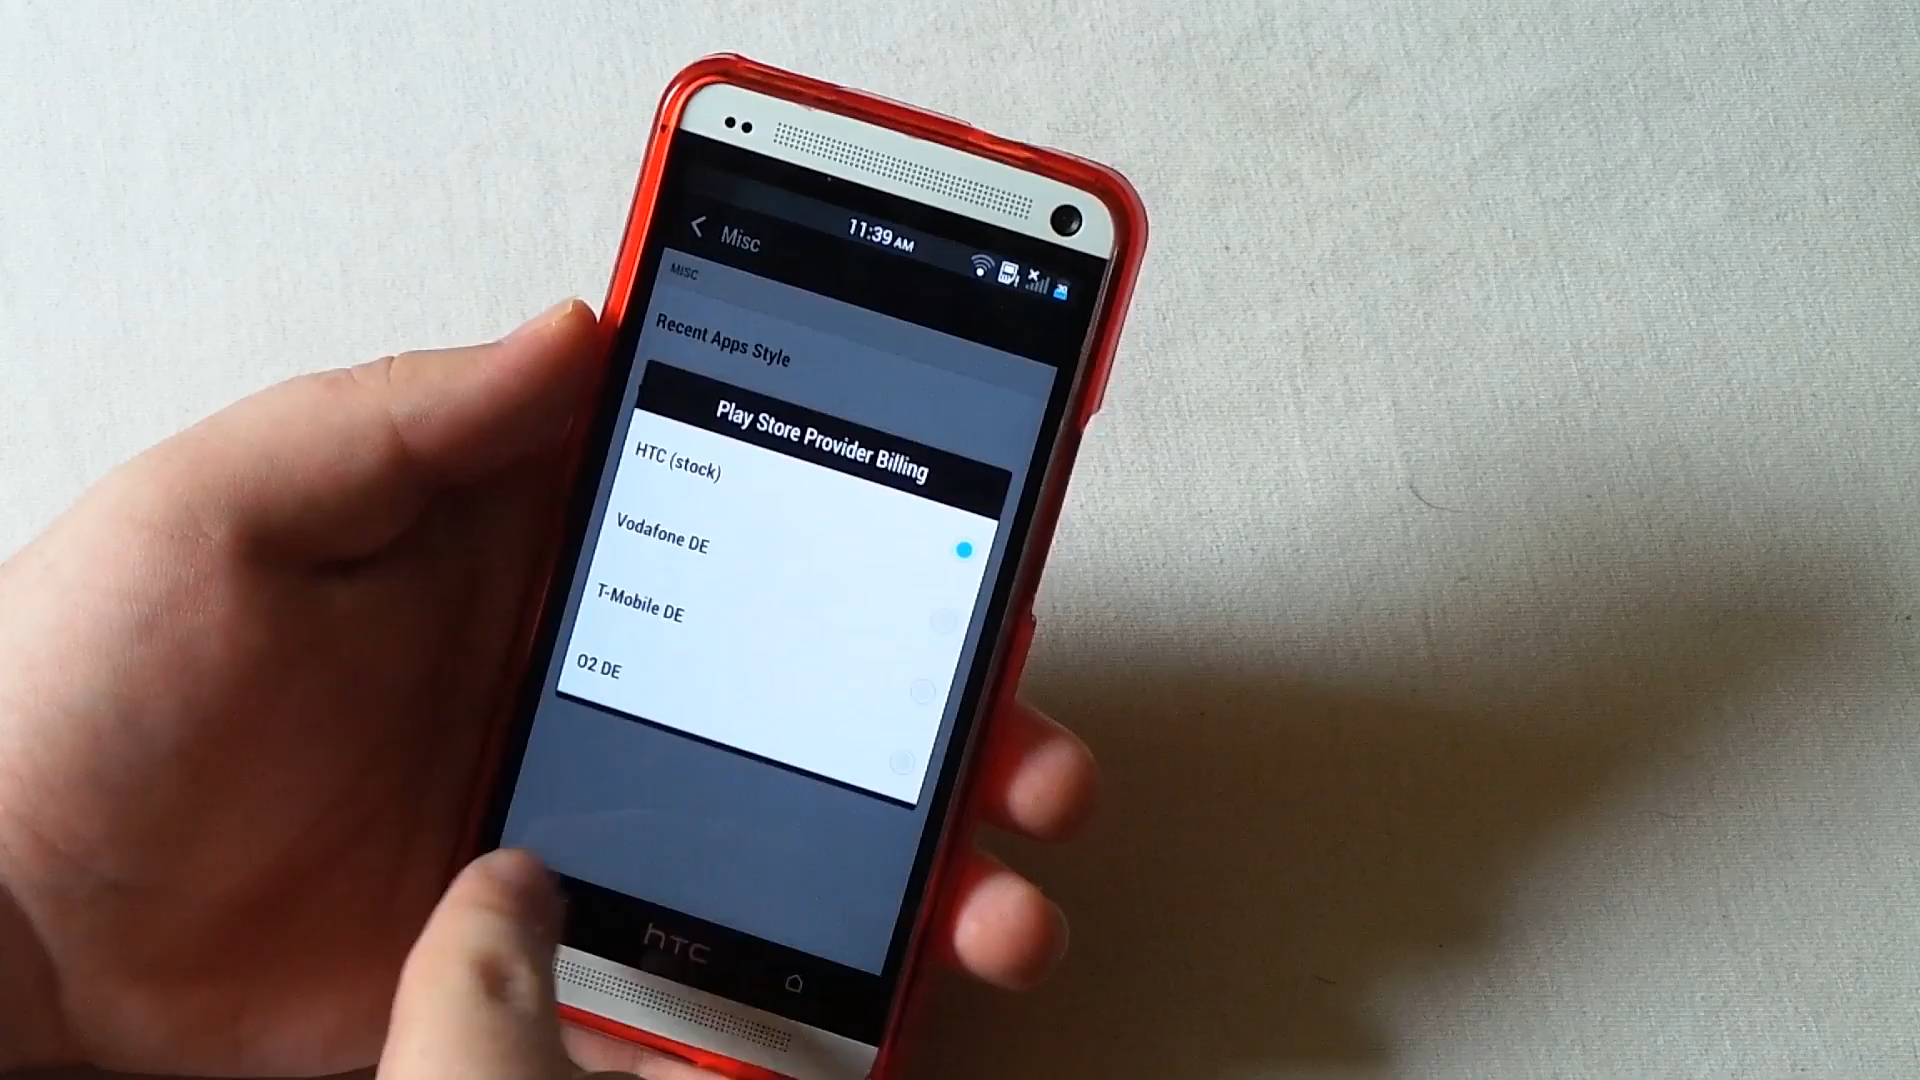 11:39 AM
Misc
MISC
Recent Apps Style
Play Store Provider Billing
HTC (stock)
Vodafone DE
T-Mobile DE
O2 DE
hTC